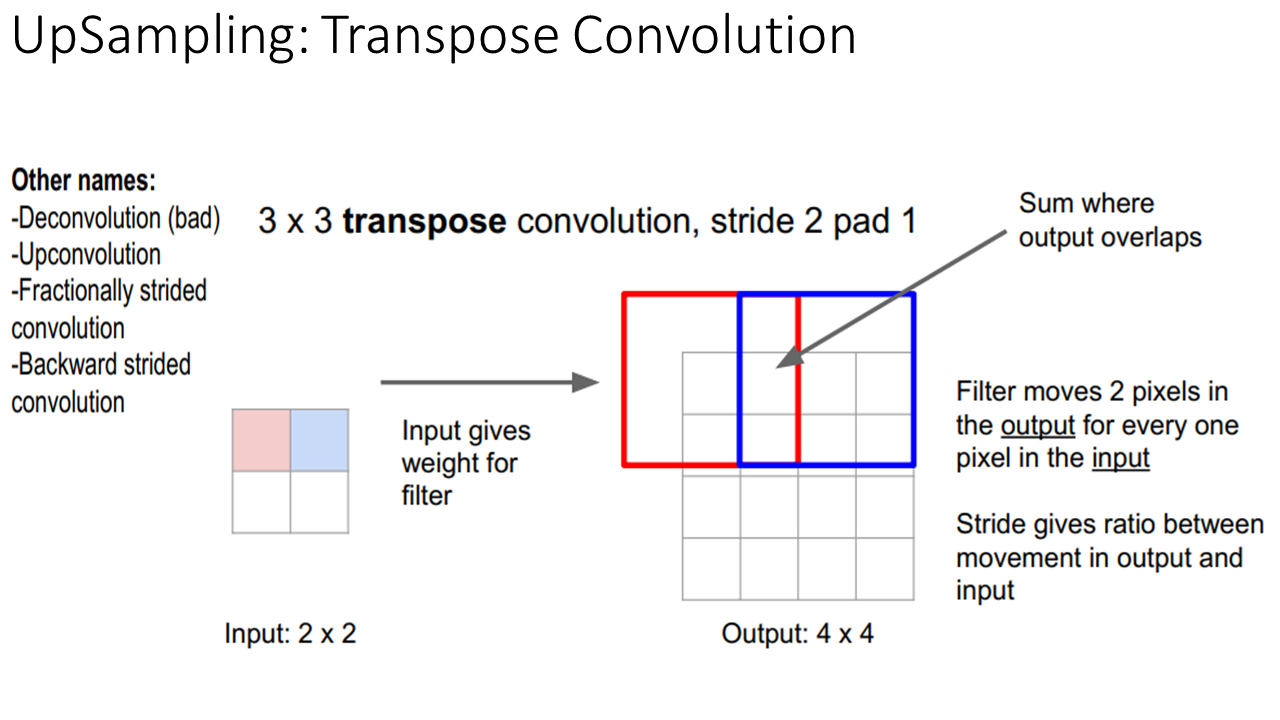 UpSampling: Transpose Convolution
Other names:
-Deconvolution (bad)
-Upconvolution
-Fractionally strided
convolution
-Backward strided
convolution
3 x 3 transpose convolution, stride 2 pad 1
Sum where
output overlaps
Input gives
weight for
filter
Filter moves 2 pixels in
the output for every one
pixel in the input
Stride gives ratio between
movement in output and
input
Input: 2 x 2
Output: 4 x 4